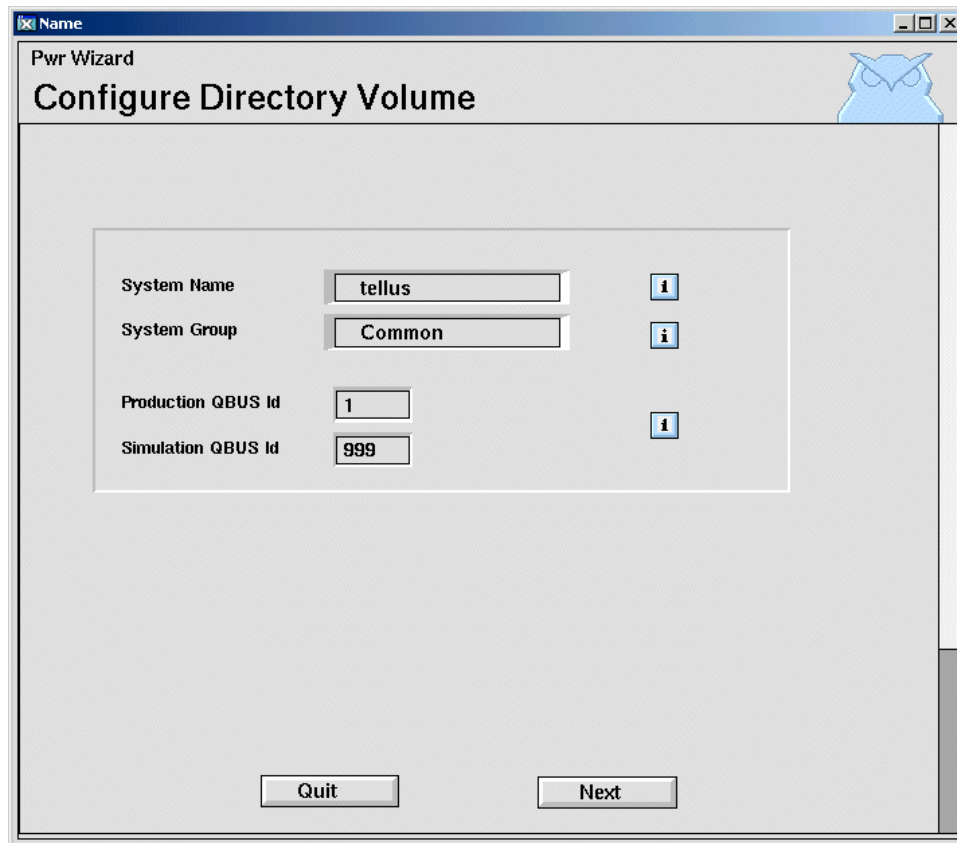 Name
Pwr Wizard
Configure Directory Volume
System Name tellus i
System Group Common i
Production QBUS Id 1
i
Simulation QBUS Id 999
Quit Next